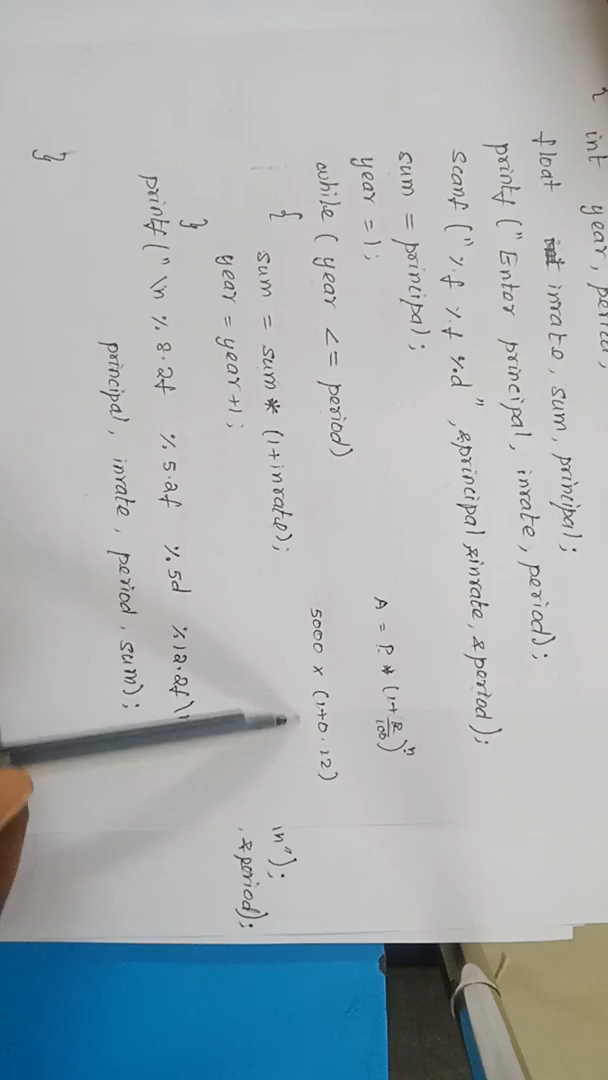 { int year, period,
float inrate, sum, principal;
printf (" Enter principal, inrate, period);
scanf (" %f %f %d" , &principal, &inrate, &period);
sum = principal;
year = 1;
while ( year <= period)
{ sum = sum * (1+inrate);
year = year+1;
}
printf (" \n %8.2f %5.2f %5d %12.2f \
principal, inrate, period, sum);
}
A = P * (1+R/100)^n
5000 x (1+0.12)
\n");
, &period);